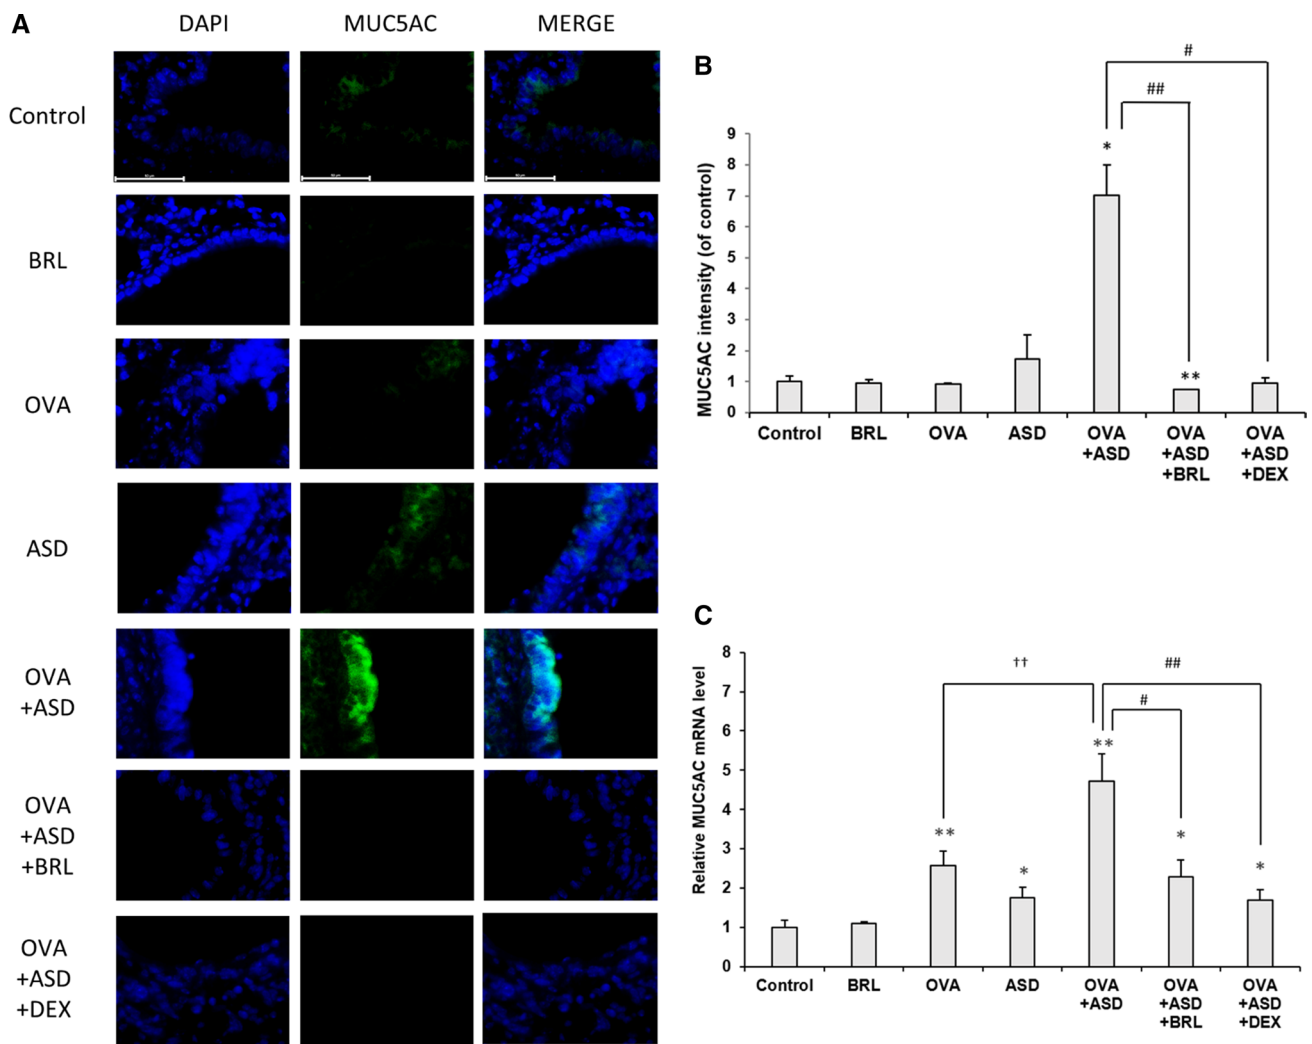 A
DAPI
MUC5AC
MERGE
Control
BRL
OVA
ASD
OVA
+ASD
OVA
+ASD
+BRL
OVA
+ASD
+DEX
B
#
##
MUC5AC intensity (of control)
9
8
7
6
5
4
3
2
1
0
*
**
Control
BRL
OVA
ASD
OVA
+ASD
OVA
+ASD
+BRL
OVA
+ASD
+DEX
C
Relative MUC5AC mRNA level
8
7
6
5
4
3
2
1
0
††
##
#
**
*
**
*
*
Control
BRL
OVA
ASD
OVA
+ASD
OVA
+ASD
+BRL
OVA
+ASD
+DEX